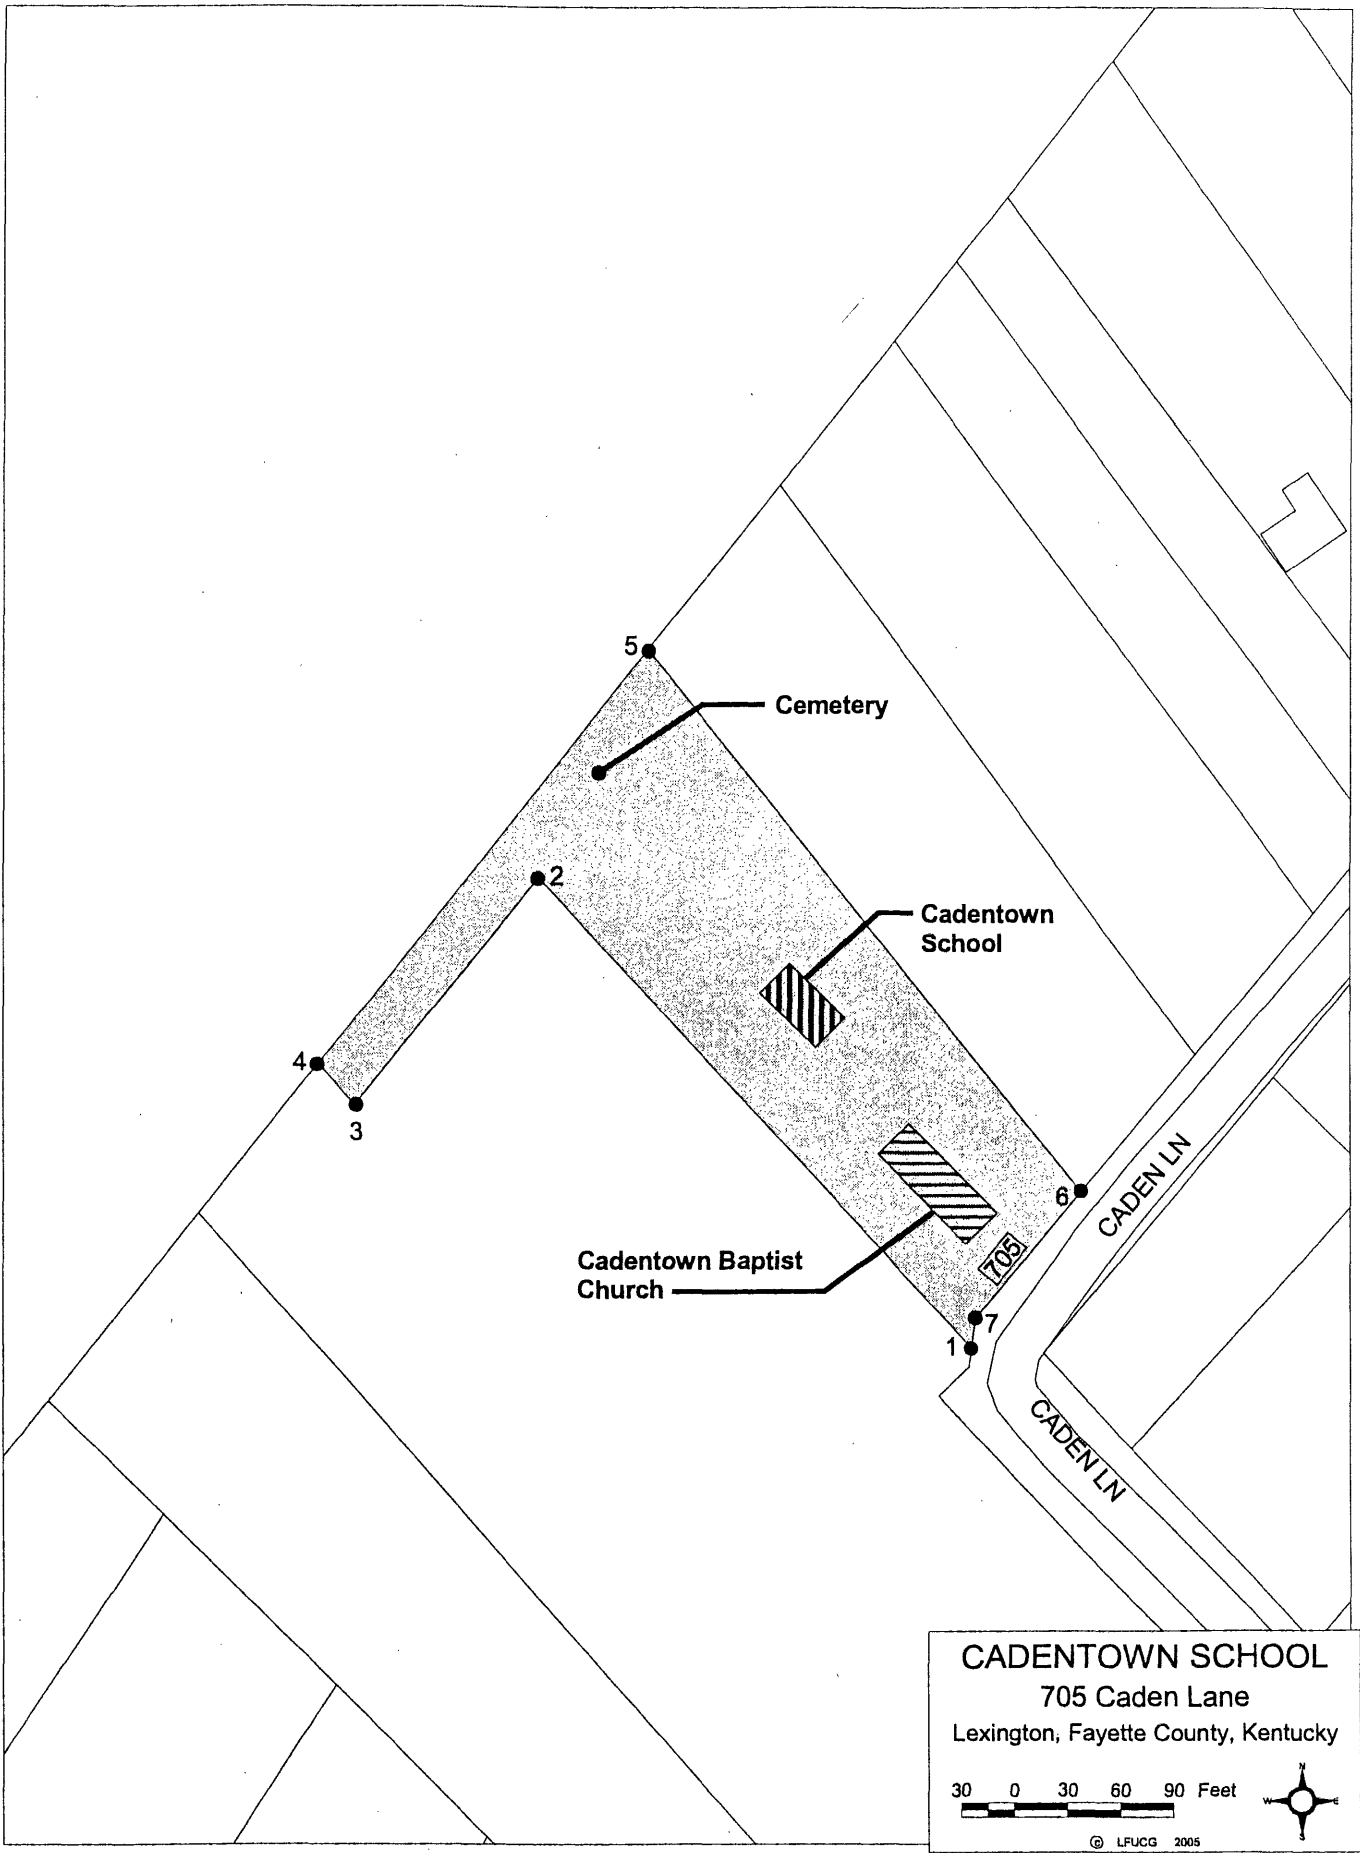 5
Cemetery
2
Cadentown
School
4
3
6
CADEN LN
705
Cadentown Baptist
Church
7
1
CADEN LN
CADENTOWN SCHOOL
705 Caden Lane
Lexington, Fayette County, Kentucky
30 0 30 60 90 Feet
N
W E
S
© LFUCG 2005